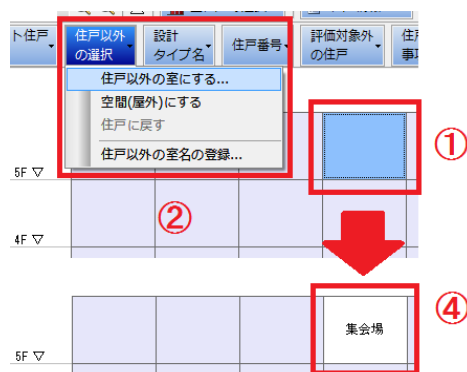 ト住戸
住戸以外
の選択
設計
タイプ名
住戸番号
評価対象外
の住戸
住戸以外の室にする...
空間(屋外)にする
住戸に戻す
住戸以外の室名の登録...
①
5F ▽
②
4F ▽
④
集会場
5F ▽